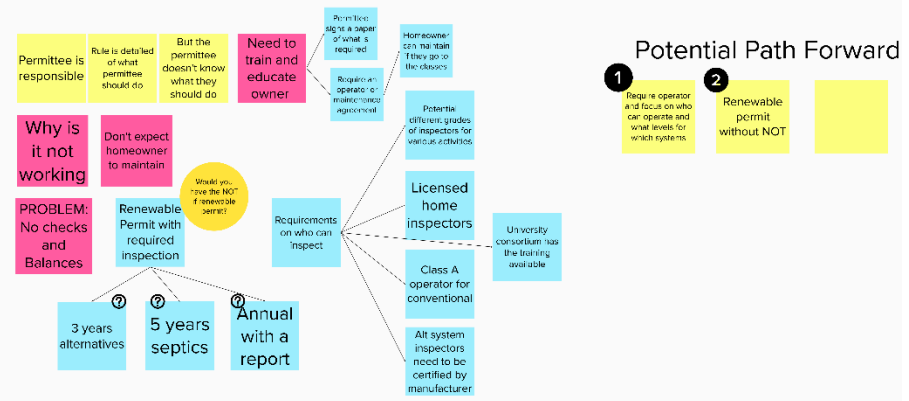 Permittee is
responsible
Rule is detailed
of what
permittee
should do
But the
permittee
doesn't know
what they
should do
Need to
train and
educate
owner
Permittee
signs a paper
of what is
required
Require an
operator or
maintenance
agreement
Homeowner
can maintain
if they go to
the classes
Potential Path Forward
1
Require operator
and focus on who
can operate and
what levels for
which systems
2
Renewable
permit
without NOT
Why is
it not
working
Don't expect
homeowner
to maintain
Would you
have the NOT
if renewable
permit?
PROBLEM:
No checks
and
Balances
Renewable
Permit with
required
inspection
?
3 years
alternatives
?
5 years
septics
?
Annual
with a
report
Requirements
on who can
inspect
Potential
different grades
of inspectors for
various activities
Licensed
home
inspectors
University
consortium has
the training
available
Class A
operator for
conventional
Alt system
inspectors
need to be
certified by
manufacturer